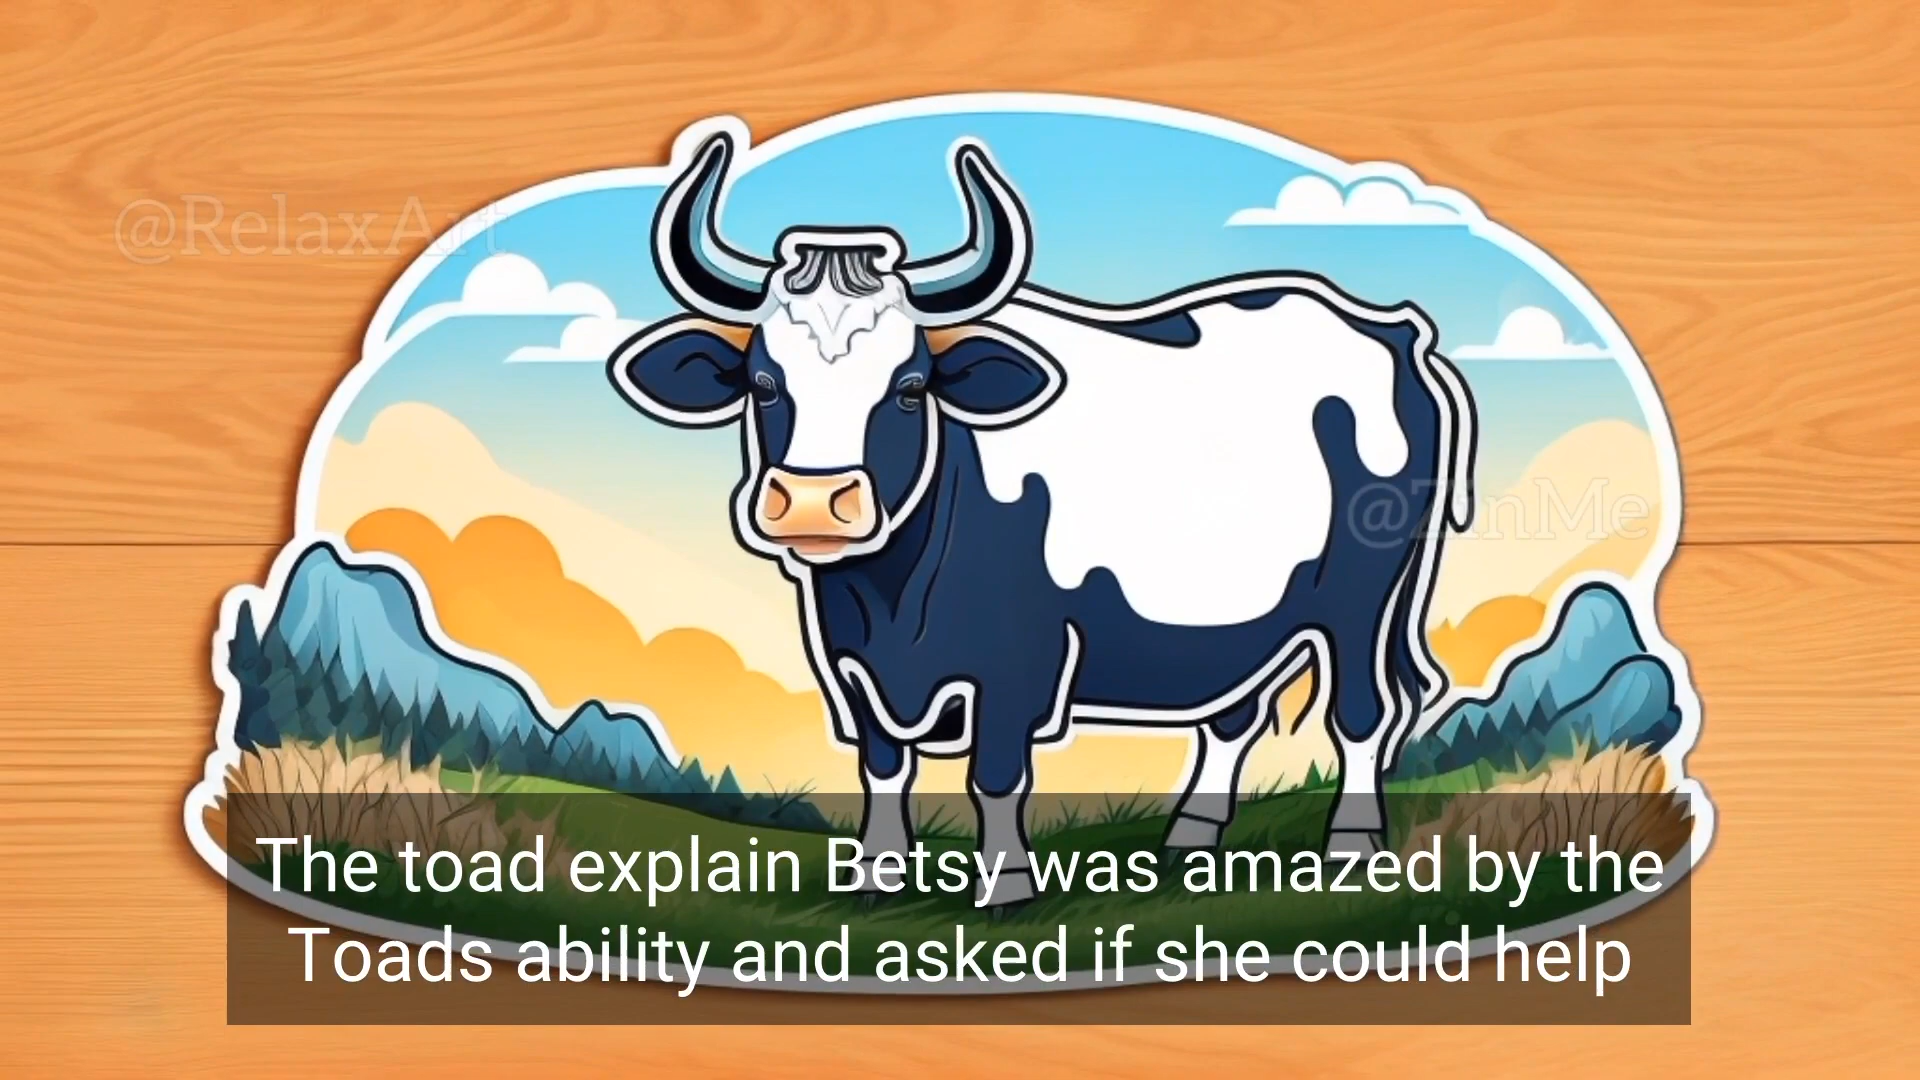 @RelaxArt
@ZinMe
The toad explain Betsy was amazed by the
Toads ability and asked if she could help